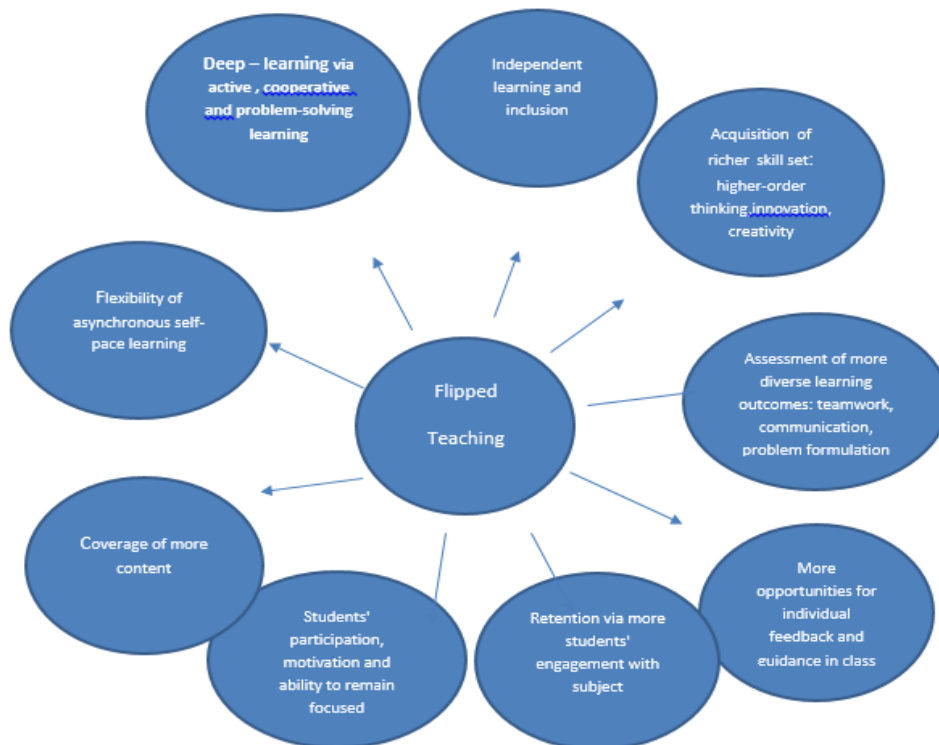 Deep – learning via
active , cooperative
and problem-solving
learning
Independent
learning and
inclusion
Acquisition of
richer skill set:
higher-order
thinking,innovation,
creativity
Flexibility of
asynchronous self-
pace learning
Flipped
Teaching
Assessment of more
diverse learning
outcomes: teamwork,
communication,
problem formulation
Coverage of more
content
Students'
participation,
motivation and
ability to remain
focused
Retention via more
students'
engagement with
subject
More
opportunities for
individual
feedback and
guidance in class